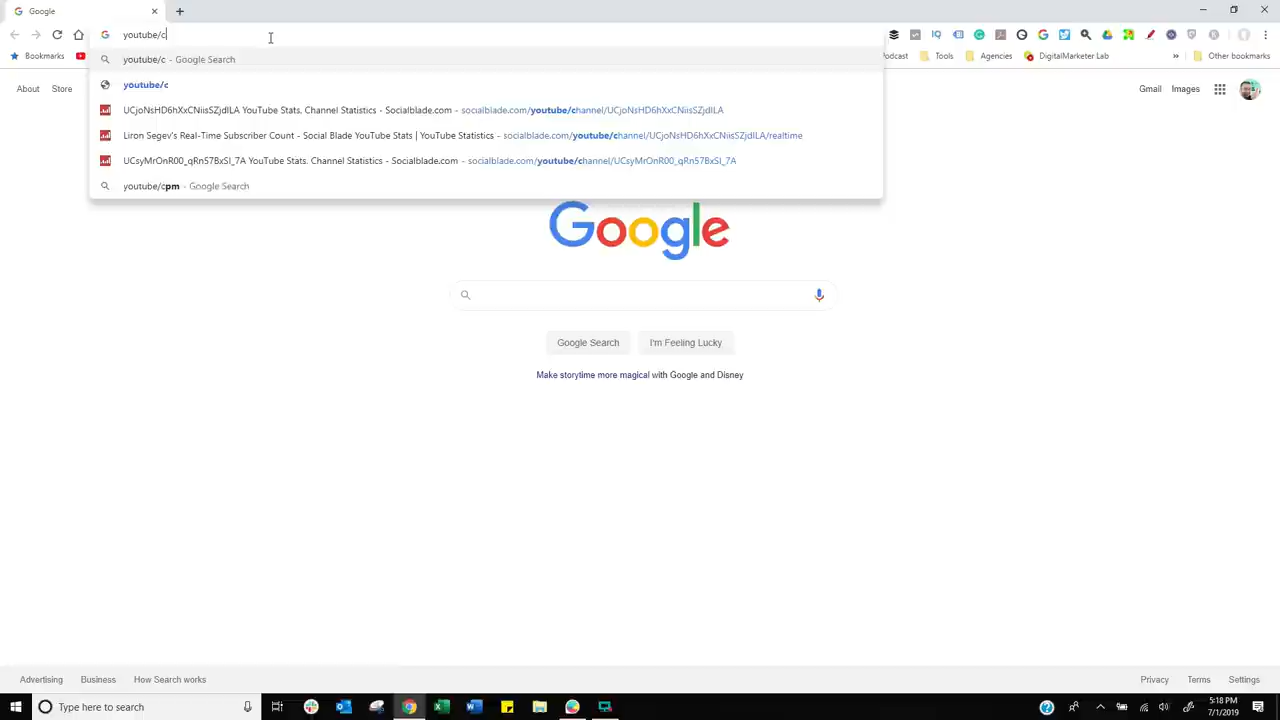 Google
youtube/c
youtube/c - Google Search
youtube/c
UCjoNsHD6hXxCNiisSZjdILA YouTube Stats, Channel Statistics - Socialblade.com - socialblade.com/youtube/channel/UCjoNsHD6hXxCNiisSZjdILA
Liron Segev's Real-Time Subscriber Count - Social Blade YouTube Stats | YouTube Statistics - socialblade.com/youtube/channel/UCjoNsHD6hXxCNiisSZjdILA/realtime
UCsyMrOnR00_qRn57BxSI_7A YouTube Stats, Channel Statistics - Socialblade.com - socialblade.com/youtube/channel/UCsyMrOnR00_qRn57BxSI_7A
youtube/cpm - Google Search
Bookmarks
Podcast
Tools
Agencies
DigitalMarketer Lab
»
Other bookmarks
About
Store
Gmail
Images
Google
Google Search
I'm Feeling Lucky
Make storytime more magical with Google and Disney
Advertising
Business
How Search works
Privacy
Terms
Settings
Type here to search
5:18 PM
7/1/2019